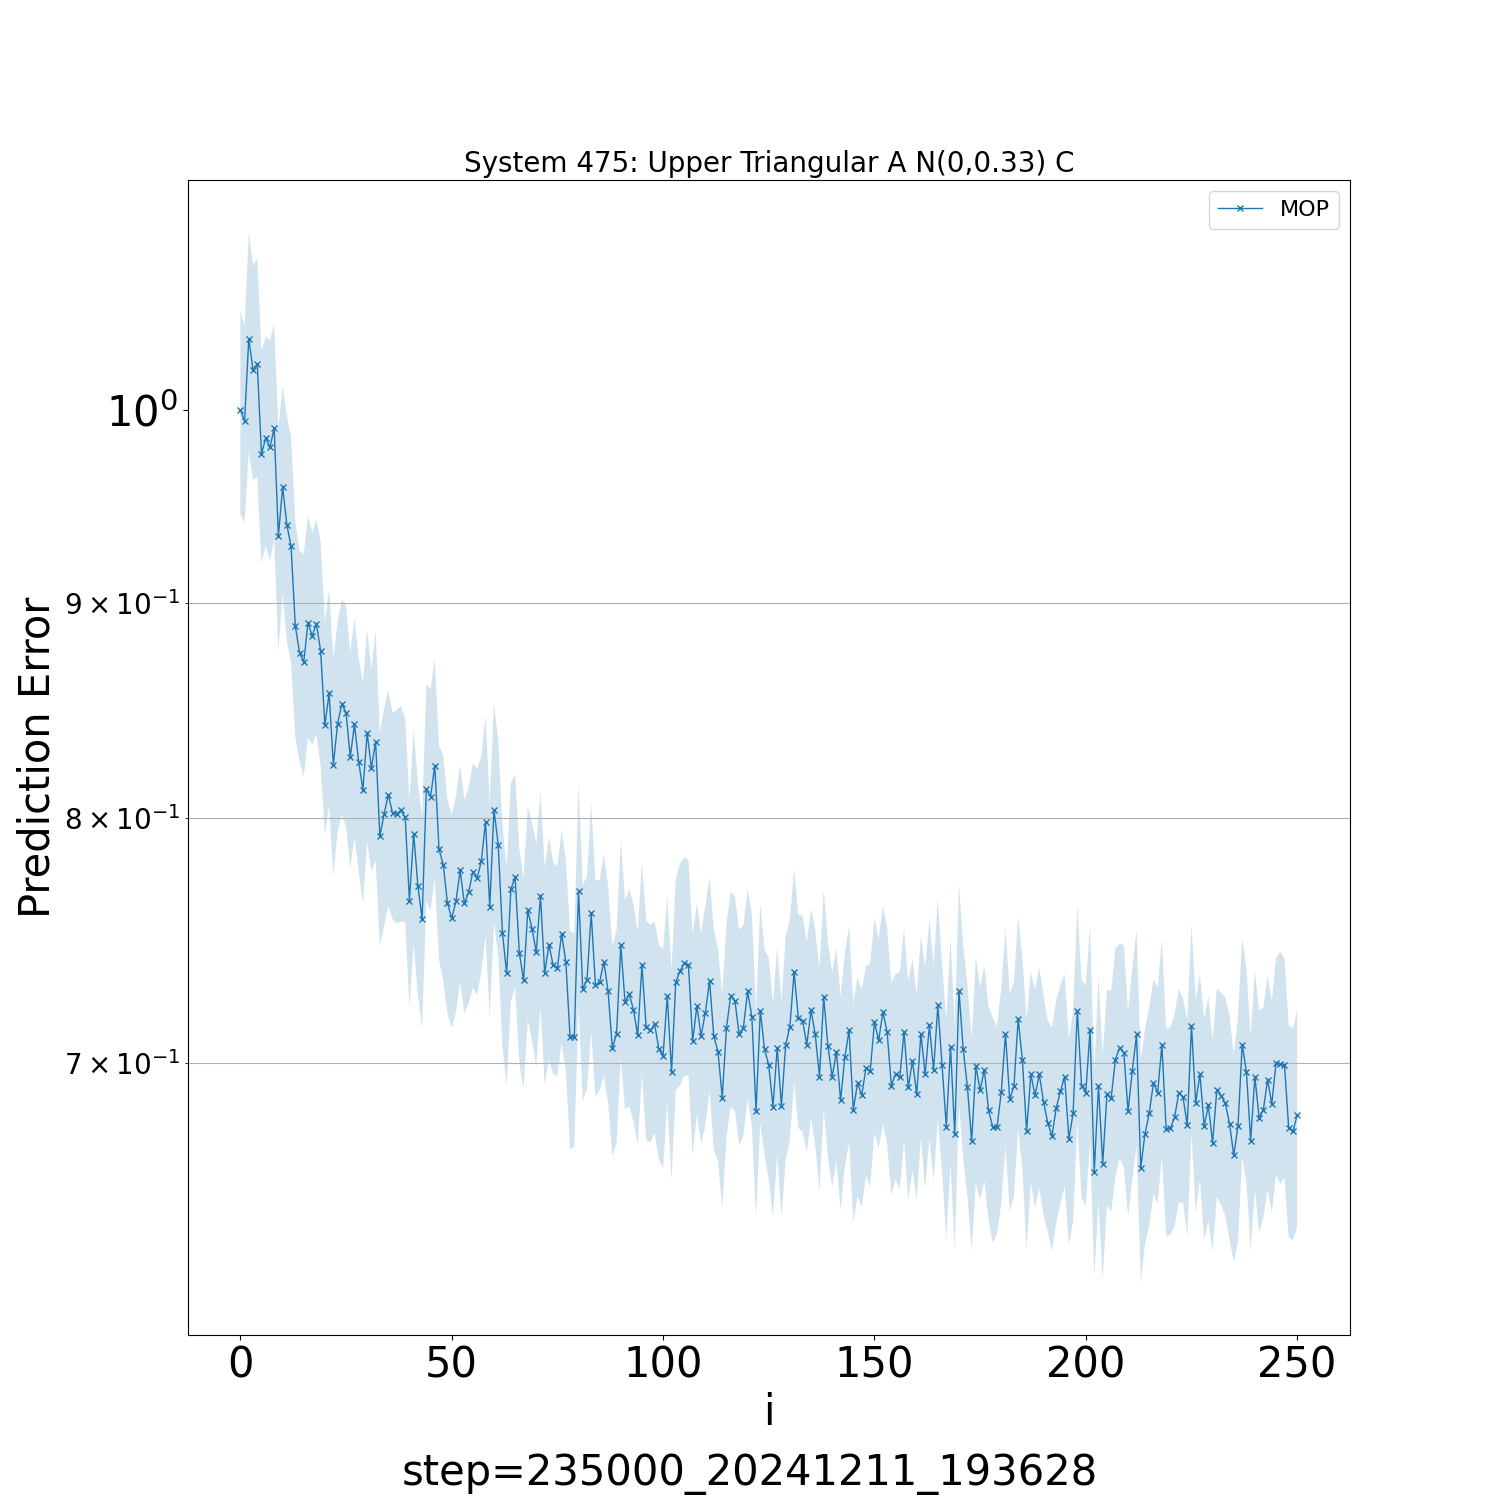 System 475: Upper Triangular A N(0,0.33) C
MOP
Prediction Error
10⁰
9 × 10⁻¹
8 × 10⁻¹
7 × 10⁻¹
0 50 100 150 200 250
i
step=235000_20241211_193628